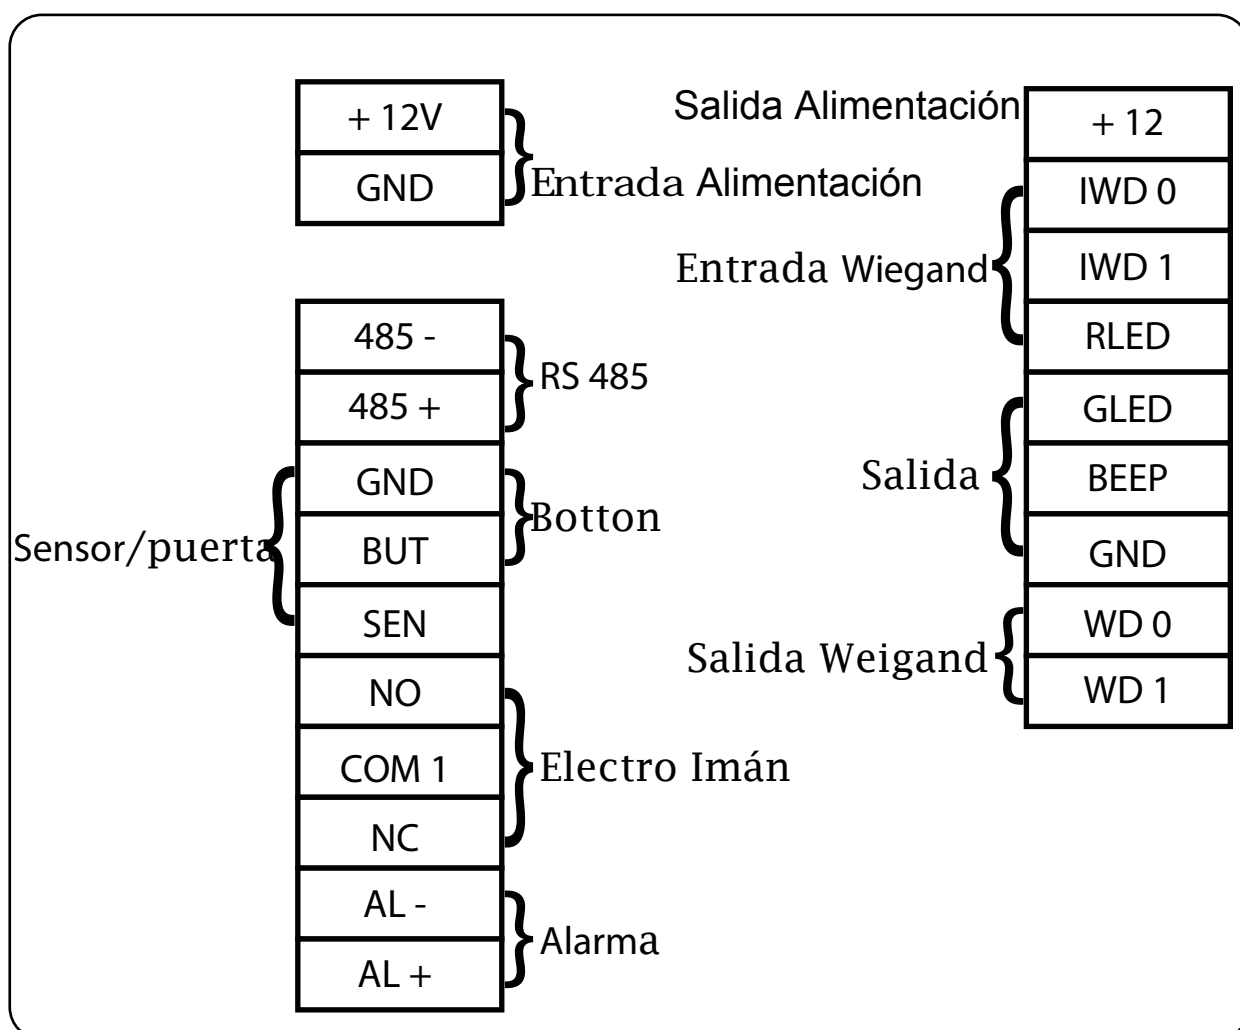 + 12V
GND
Entrada Alimentación
485 -
485 +
RS 485
GND
BUT
SEN
Botton
Sensor/puerta
NO
COM 1
NC
Electro Imán
AL -
AL +
Alarma
Salida Alimentación
+ 12
IWD 0
IWD 1
RLED
Entrada Wiegand
GLED
BEEP
GND
Salida
WD 0
WD 1
Salida Weigand